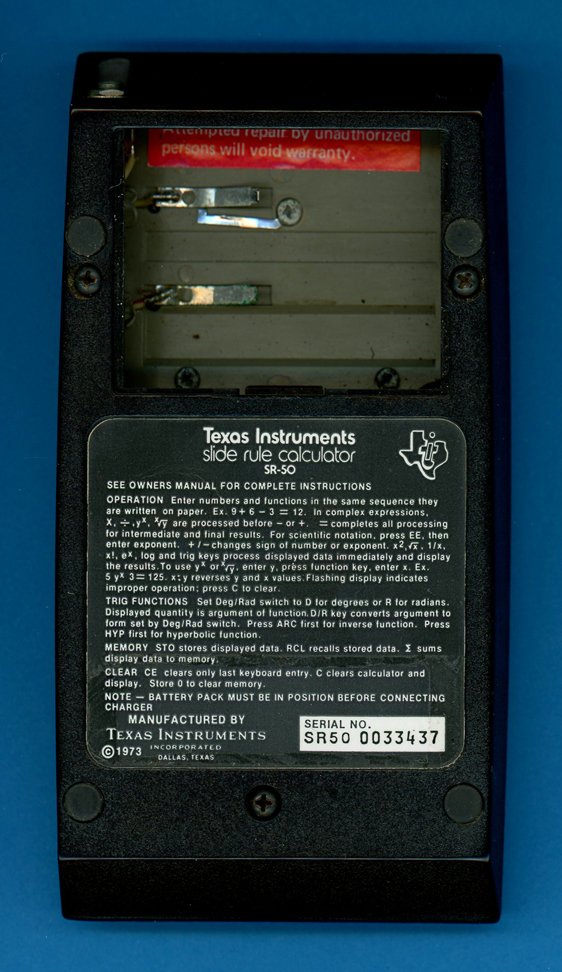 Attempted repair by unauthorized
persons will void warranty.
Texas Instruments
slide rule calculator
SR-50
SEE OWNERS MANUAL FOR COMPLETE INSTRUCTIONS
OPERATION Enter numbers and functions in the same sequence they
are written on paper. Ex. 9+6 − 3 = 12. In complex expressions,
X, ÷, yˣ, ˣ√y are processed before − or +. = completes all processing
for intermediate and final results. For scientific notation, press EE, then
enter exponent. +/− changes sign of number or exponent. x², √x, 1/x,
x!, eˣ, log and trig keys process displayed data immediately and display
the results. To use yˣ or ˣ√y, enter y, press function key, enter x. Ex.
5 yˣ 3= 125. x:y reverses y and x values. Flashing display indicates
improper operation; press C to clear.
TRIG FUNCTIONS Set Deg/Rad switch to D for degrees or R for radians.
Displayed quantity is argument of function. D/R key converts argument to
form set by Deg/Rad switch. Press ARC first for inverse function. Press
HYP first for hyperbolic function.
MEMORY STO stores displayed data. RCL recalls stored data. Σ sums
display data to memory.
CLEAR CE clears only last keyboard entry. C clears calculator and
display. Store 0 to clear memory.
NOTE — BATTERY PACK MUST BE IN POSITION BEFORE CONNECTING
CHARGER
MANUFACTURED BY
TEXAS INSTRUMENTS
INCORPORATED
©1973
DALLAS, TEXAS
SERIAL NO.
SR50 0033437